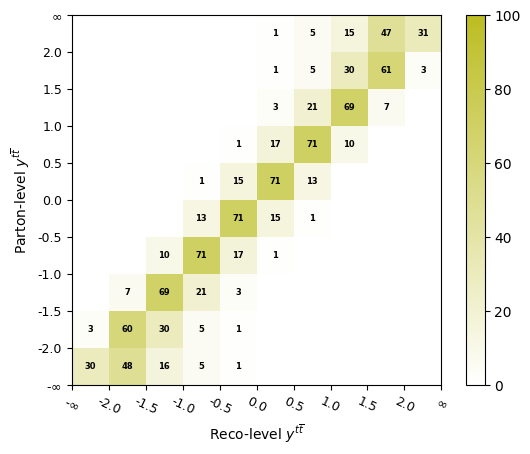 ∞
1 5 15 47 31
100
2.0
1 5 30 61 3
1.5
3 21 69 7
80
1.0
1 17 71 10
0.5
1 15 71 13
60
0.0
13 71 15 1
-0.5
40
10 71 17 1
-1.0
7 69 21 3
-1.5
20
3 60 30 5 1
-2.0
30 48 16 5 1
-∞
0
-∞ -2.0 -1.5 -1.0 -0.5 0.0 0.5 1.0 1.5 2.0 ∞
Parton-level y^{tt̅}
Reco-level y^{tt̅}